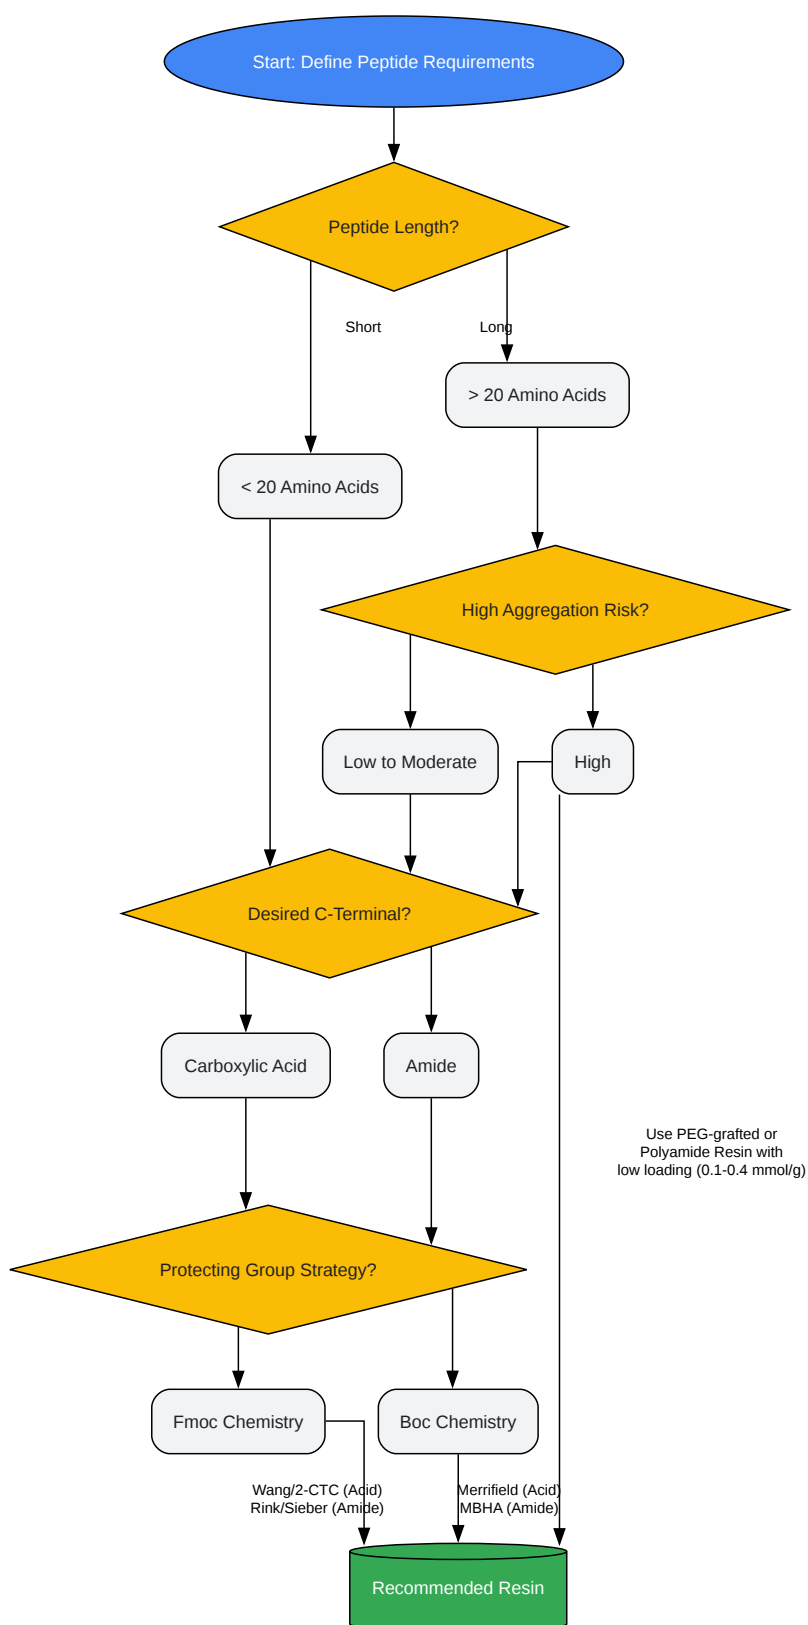 Start: Define Peptide Requirements
Peptide Length?
Short
Long
> 20 Amino Acids
< 20 Amino Acids
High Aggregation Risk?
Low to Moderate
High
Desired C-Terminal?
Carboxylic Acid
Amide
Use PEG-grafted or
Polyamide Resin with
low loading (0.1-0.4 mmol/g)
Protecting Group Strategy?
Fmoc Chemistry
Boc Chemistry
Wang/2-CTC (Acid)
Rink/Sieber (Amide)
Merrifield (Acid)
MBHA (Amide)
Recommended Resin